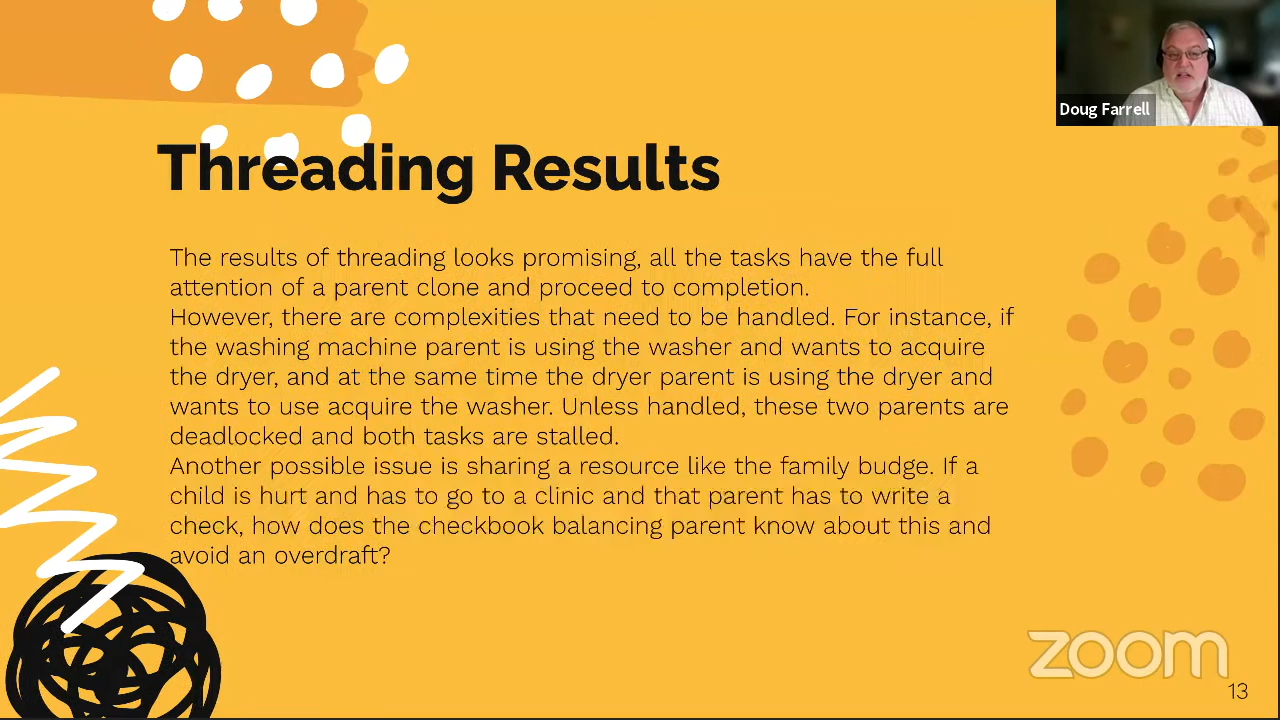 Doug Farrell
Threading Results
The results of threading looks promising, all the tasks have the full
attention of a parent clone and proceed to completion.
However, there are complexities that need to be handled. For instance, if
the washing machine parent is using the washer and wants to acquire
the dryer, and at the same time the dryer parent is using the dryer and
wants to use acquire the washer. Unless handled, these two parents are
deadlocked and both tasks are stalled.
Another possible issue is sharing a resource like the family budge. If a
child is hurt and has to go to a clinic and that parent has to write a
check, how does the checkbook balancing parent know about this and
avoid an overdraft?
zoom
13